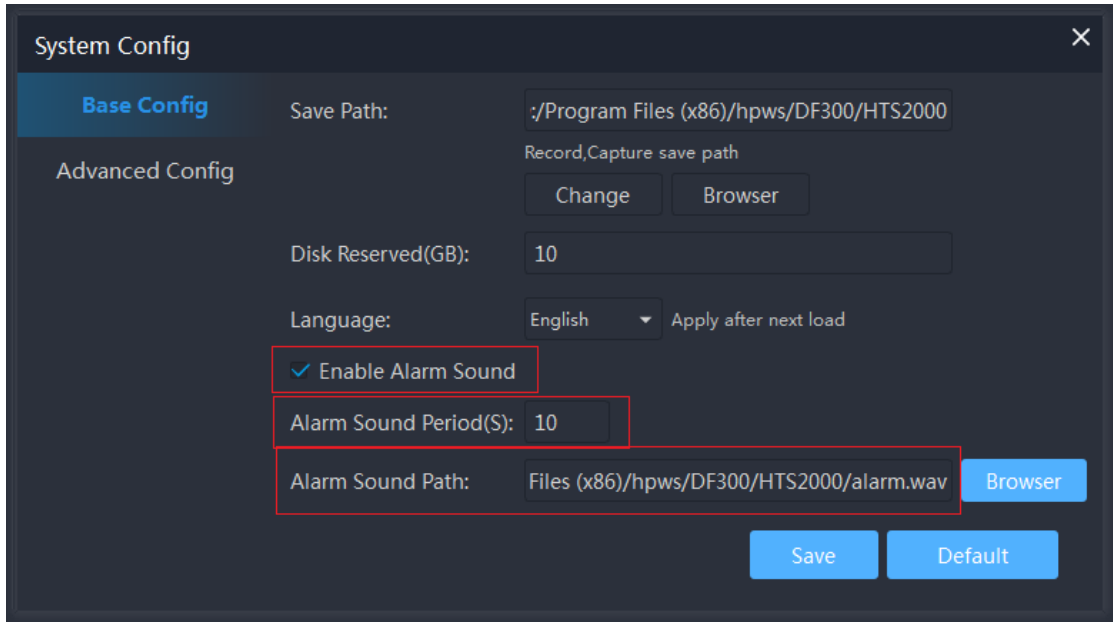 System Config
Base Config
Advanced Config
Save Path: :/Program Files (x86)/hpws/DF300/HTS2000
Record,Capture save path
Change Browser
Disk Reserved(GB): 10
Language: English Apply after next load
Enable Alarm Sound
Alarm Sound Period(S): 10
Alarm Sound Path: Files (x86)/hpws/DF300/HTS2000/alarm.wav Browser
Save Default